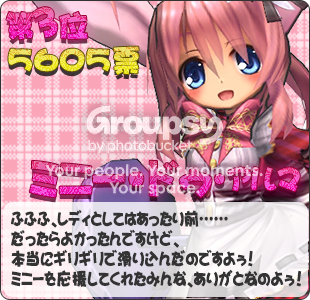 第3位
5605票
Groupsy
by photobucket
Your people. Your moments.
Your space.
ミニー
ふふふ、レディとしてはあったり前……
だったらよかったんですけど、
本当にギリギリで滑り込んだのですよぅ!
ミニーを応援してくれたみんな、ありがとなのよぅ!